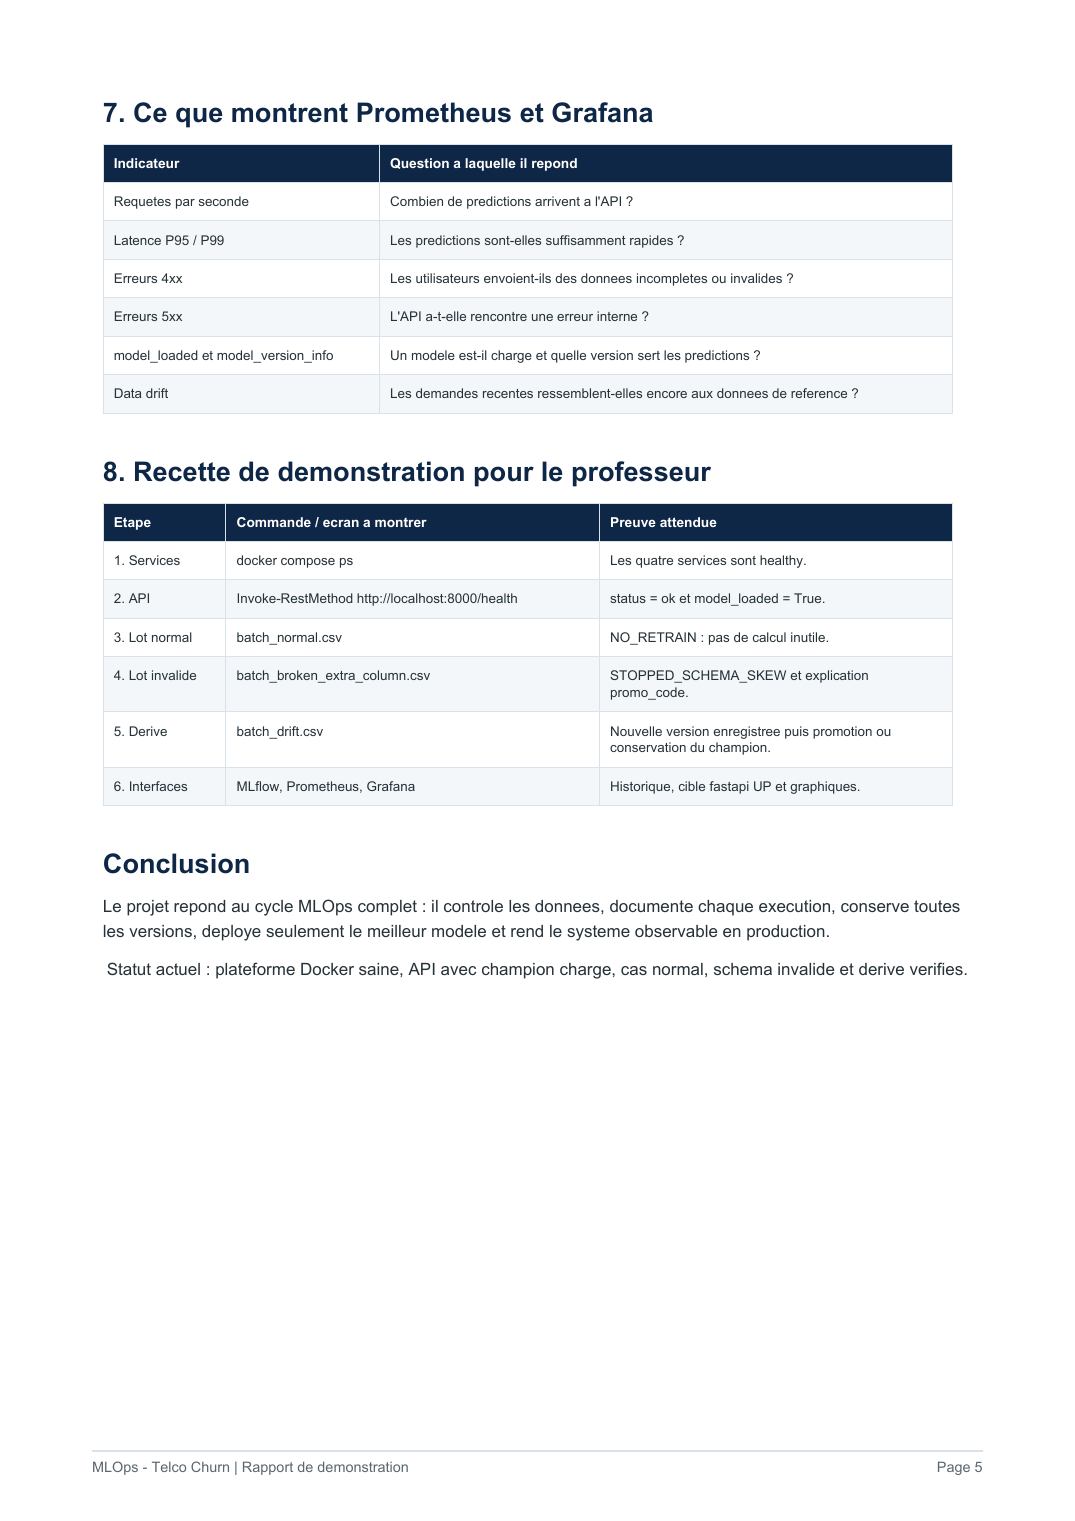 7. Ce que montrent Prometheus et Grafana
Indicateur Question a laquelle il repond
Requetes par seconde Combien de predictions arrivent a l'API ?
Latence P95 / P99 Les predictions sont-elles suffisamment rapides ?
Erreurs 4xx Les utilisateurs envoient-ils des donnees incompletes ou invalides ?
Erreurs 5xx L'API a-t-elle rencontre une erreur interne ?
model_loaded et model_version_info Un modele est-il charge et quelle version sert les predictions ?
Data drift Les demandes recentes ressemblent-elles encore aux donnees de reference ?
8. Recette de demonstration pour le professeur
Etape Commande / ecran a montrer Preuve attendue
1. Services docker compose ps Les quatre services sont healthy.
2. API Invoke-RestMethod http://localhost:8000/health status = ok et model_loaded = True.
3. Lot normal batch_normal.csv NO_RETRAIN : pas de calcul inutile.
4. Lot invalide batch_broken_extra_column.csv STOPPED_SCHEMA_SKEW et explication
promo_code.
5. Derive batch_drift.csv Nouvelle version enregistree puis promotion ou
conservation du champion.
6. Interfaces MLflow, Prometheus, Grafana Historique, cible fastapi UP et graphiques.
Conclusion
Le projet repond au cycle MLOps complet : il controle les donnees, documente chaque execution, conserve toutes
les versions, deploye seulement le meilleur modele et rend le systeme observable en production.
Statut actuel : plateforme Docker saine, API avec champion charge, cas normal, schema invalide et derive verifies.
MLOps - Telco Churn | Rapport de demonstration Page 5